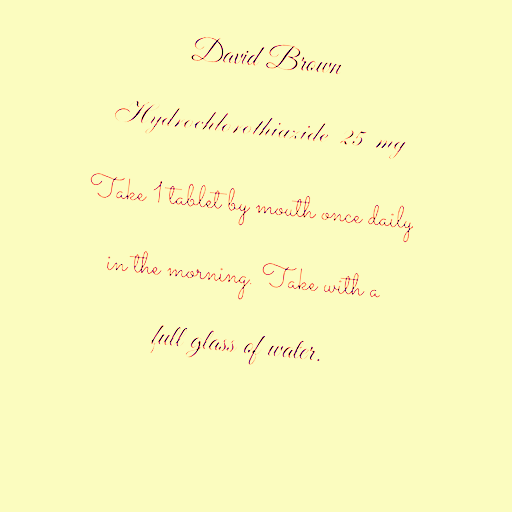 David Brown
Hydrochlorothiazide 25 mg
Take 1 tablet by mouth once daily
in the morning. Take with a
full glass of water.